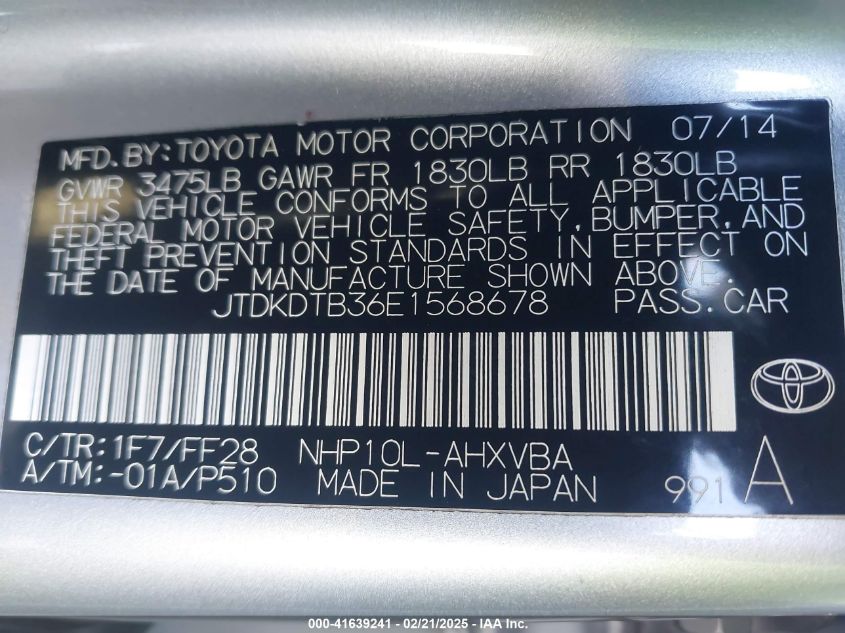 MFD. BY: TOYOTA MOTOR CORPORATION 07/14
GVWR 3475LB GAWR FR 1830LB RR 1830LB
THIS VEHICLE CONFORMS TO ALL APPLICABLE
FEDERAL MOTOR VEHICLE SAFETY, BUMPER, AND
THEFT PREVENTION STANDARDS IN EFFECT ON
THE DATE OF MANUFACTURE SHOWN ABOVE.
JTDKDTB36E1568678 PASS. CAR
C/TR: 1F7/FF28 NHP10L-AHXVBA
A/TM: -01A/P510 MADE IN JAPAN 991 A
000-41639241 - 02/21/2025 - IAA Inc.